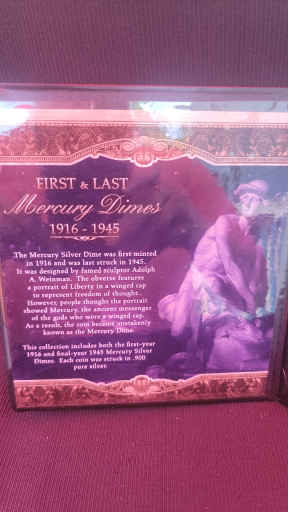 FIRST & LAST
Mercury Dimes
1916 - 1945
The Mercury Silver Dime was first minted
in 1916 and was last struck in 1945.
It was designed by famed sculptor Adolph
A. Weinman. The obverse features
a portrait of Liberty in a winged cap
to represent freedom of thought.
However, people thought the portrait
showed Mercury, the ancient messenger
of the gods who wore a winged cap.
As a result, the coin became mistakenly
known as the Mercury Dime.
This collection includes both the first-year
1916 and final-year 1945 Mercury Silver
Dimes. Each coin was struck in .900
pure silver.